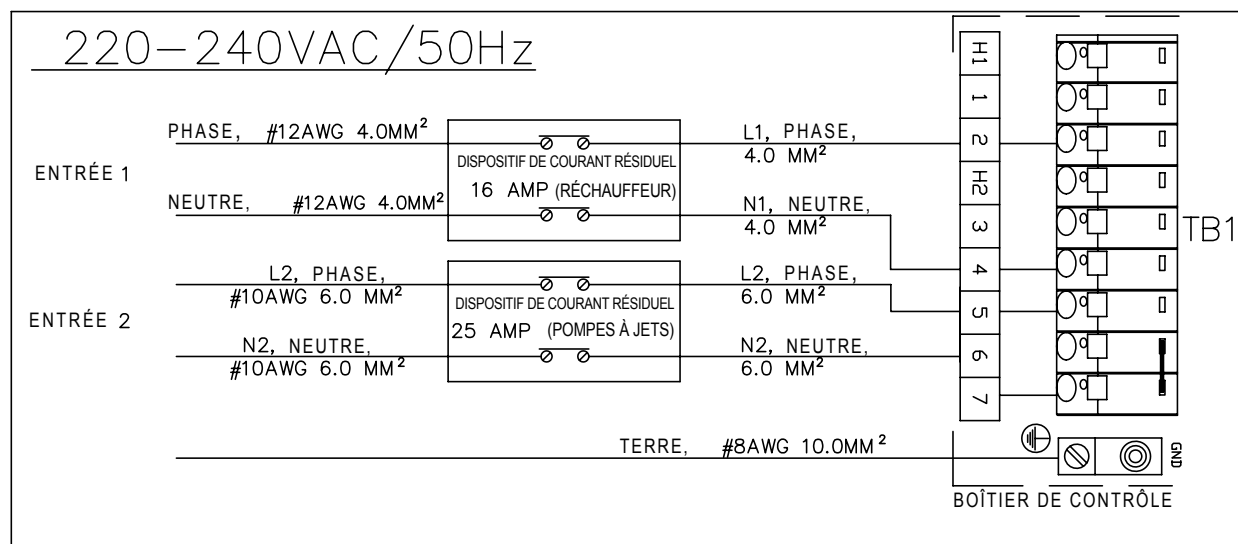 220-240VAC/50Hz
ENTRÉE 1
PHASE, #12AWG 4.0MM²
NEUTRE, #12AWG 4.0MM²
DISPOSITIF DE COURANT RÉSIDUEL
16 AMP (RÉCHAUFFEUR)
L1, PHASE,
4.0 MM²
N1, NEUTRE,
4.0 MM²
ENTRÉE 2
L2, PHASE,
#10AWG 6.0 MM²
N2, NEUTRE,
#10AWG 6.0 MM²
DISPOSITIF DE COURANT RÉSIDUEL
25 AMP (POMPES À JETS)
L2, PHASE,
6.0 MM²
N2, NEUTRE,
6.0 MM²
TERRE, #8AWG 10.0MM²
H1
1
2
H2
3
4
5
6
7
TB1
GND
BOÎTIER DE CONTRÔLE